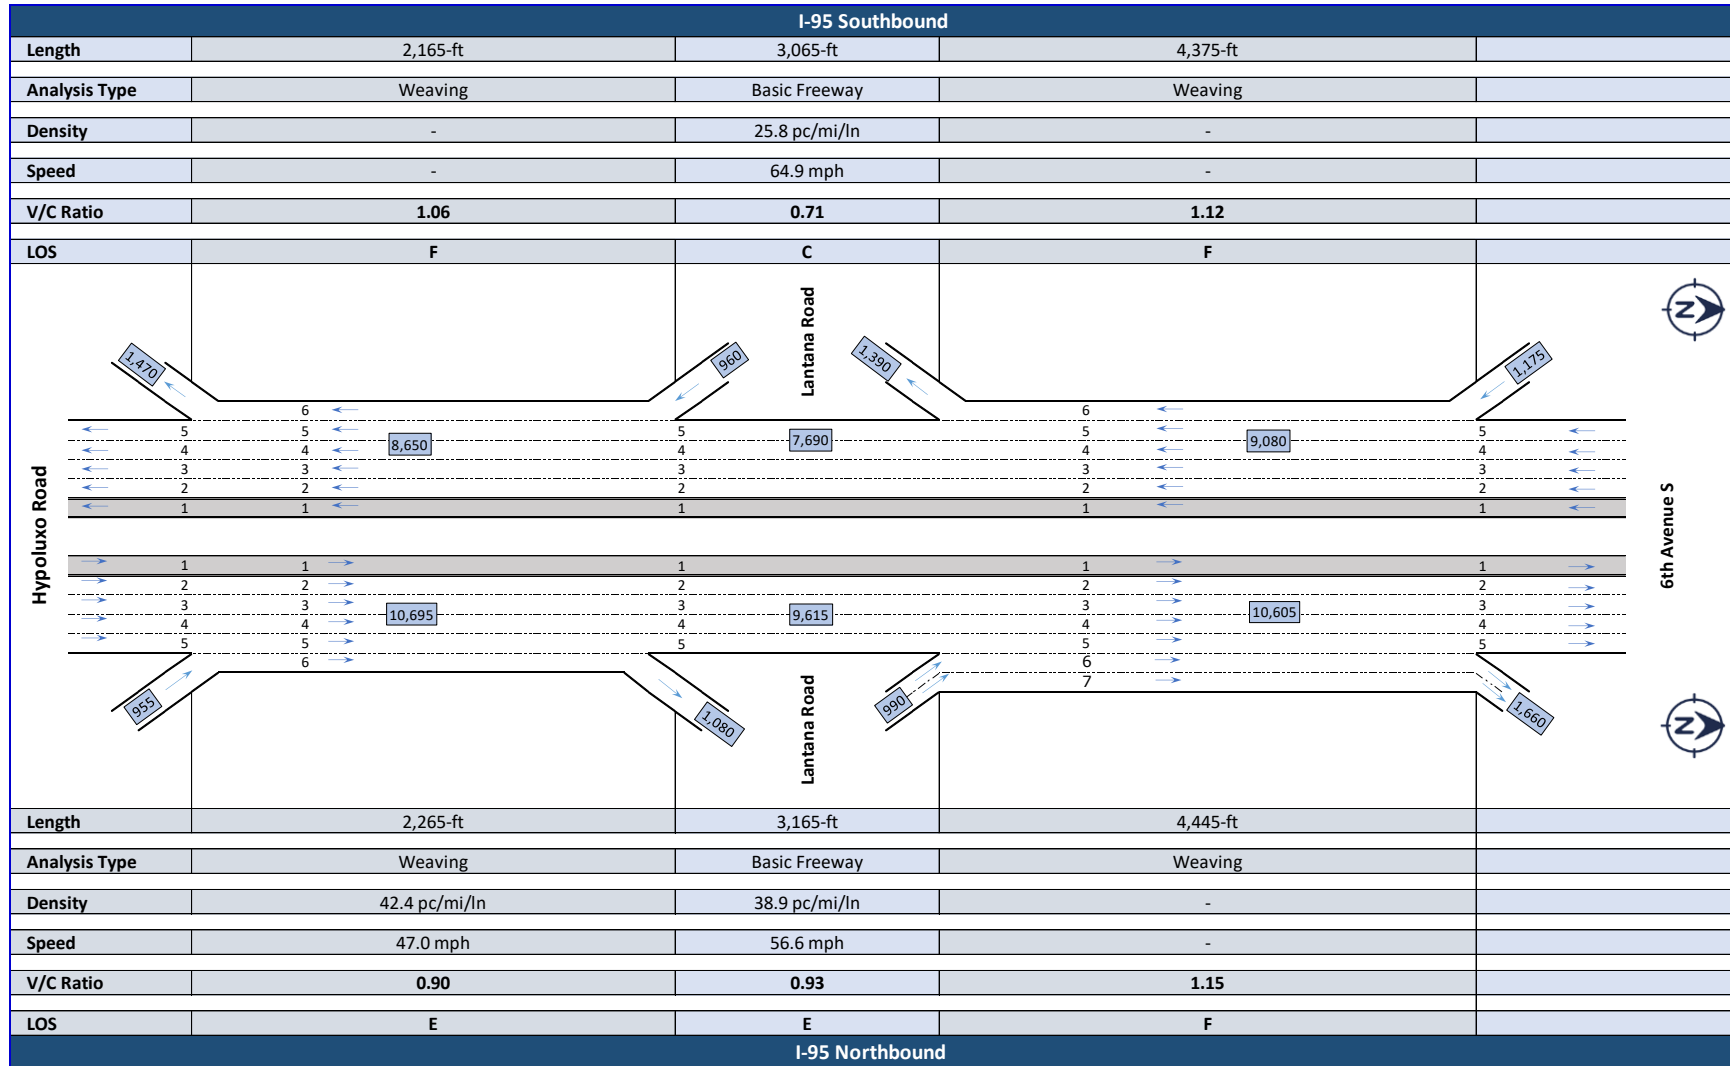 I-95 Southbound
Length 2,165-ft 3,065-ft 4,375-ft
Analysis Type Weaving Basic Freeway Weaving
Density - 25.8 pc/mi/ln -
Speed - 64.9 mph -
V/C Ratio 1.06 0.71 1.12
LOS F C F
Lantana Road
N
1,470 960 1,390 1,175
6 6
5 5 5 5 5
8,650 7,690 9,080
4 4 4 4 4
3 3 3 3 3
2 2 2 2 2
1 1 1 1 1
Hypoluxo Road
6th Avenue S
1 1 1 1 1
2 2 2 2 2
3 3 3 3 3
10,695 9,615 10,605
4 4 4 4 4
5 5 5 5 5
6 6
7
955 1,080 990 1,660
Lantana Road
N
Length 2,265-ft 3,165-ft 4,445-ft
Analysis Type Weaving Basic Freeway Weaving
Density 42.4 pc/mi/ln 38.9 pc/mi/ln -
Speed 47.0 mph 56.6 mph -
V/C Ratio 0.90 0.93 1.15
LOS E E F
I-95 Northbound